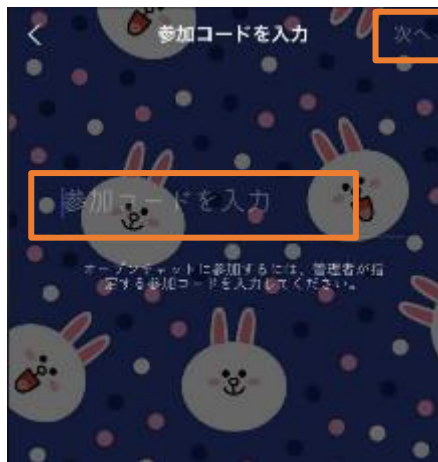 参加コードを入力
次へ
参加コードを入力
オープンチャットに参加するには、管理者が指
定する参加コードを入力してください。